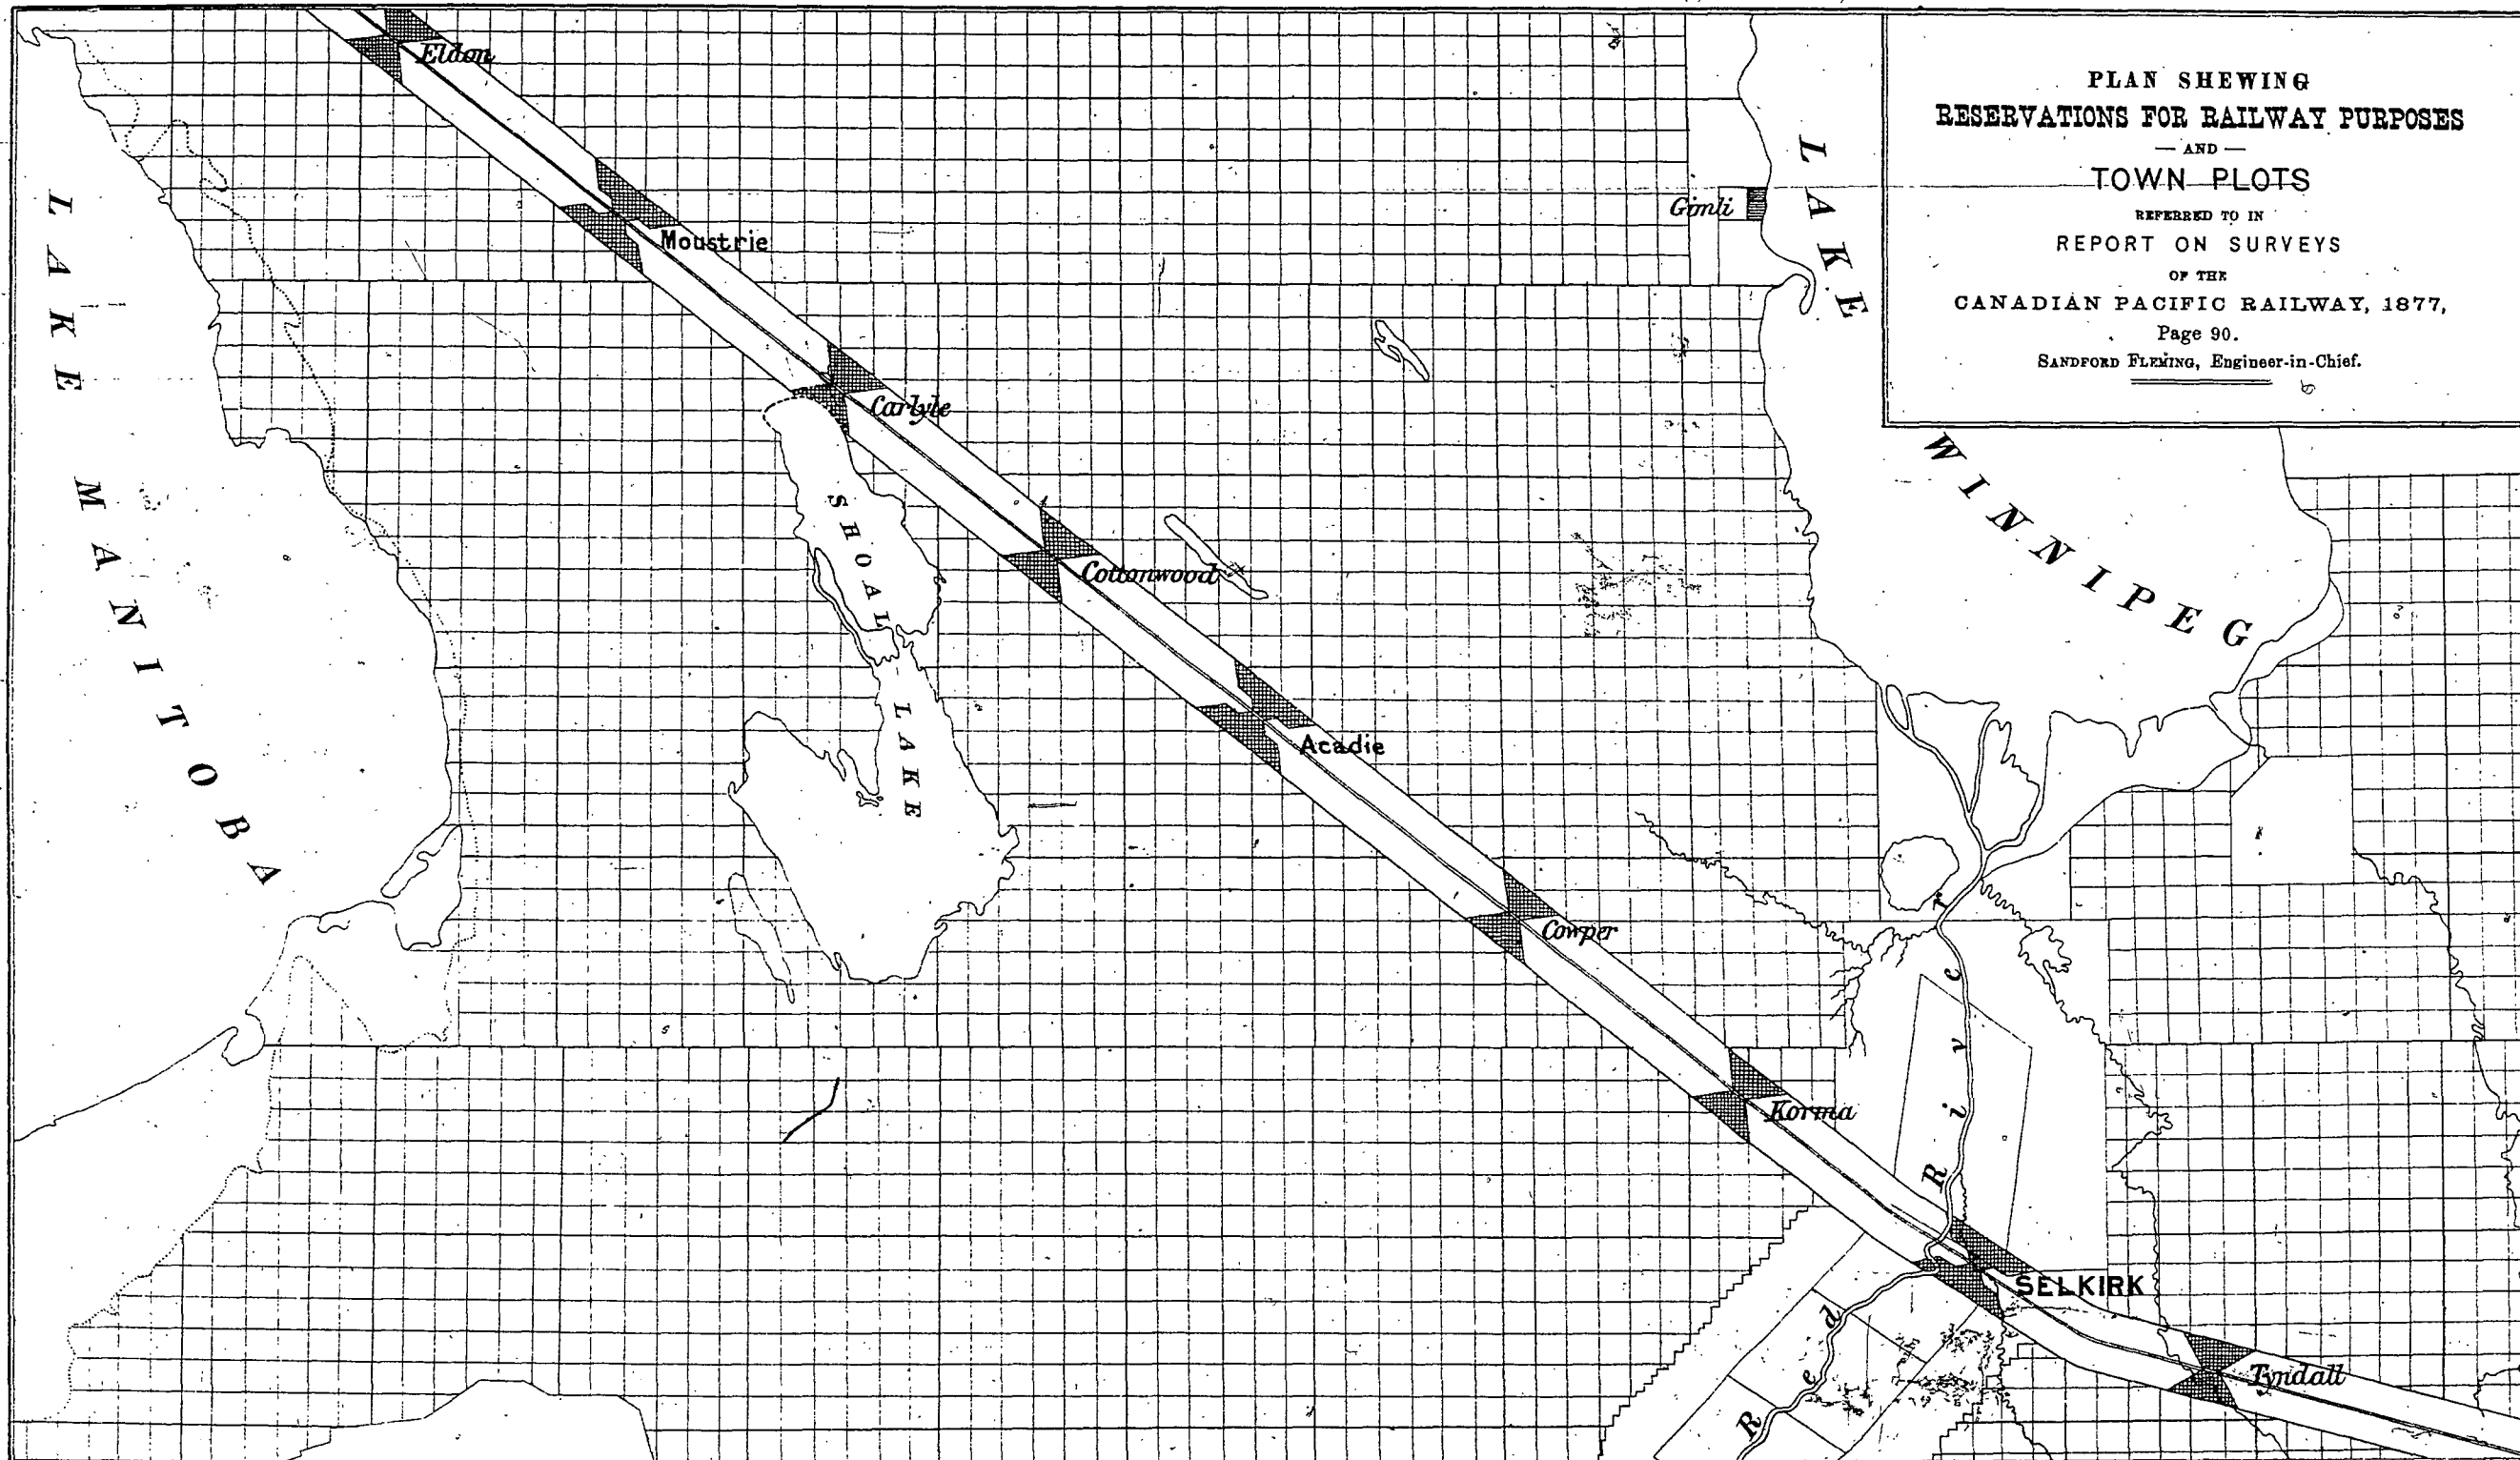 PLAN SHEWING
RESERVATIONS FOR RAILWAY PURPOSES
— AND —
TOWN PLOTS
REFERRED TO IN
REPORT ON SURVEYS
OF THE
CANADIAN PACIFIC RAILWAY, 1877,
Page 90.
SANDFORD FLEMING, Engineer-in-Chief.
Eldon
Moustrie
Gimli
LAKE WINNIPEG
LAKE MANITOBA
Carlyle
SHOAL LAKE
Cottonwood
Acadie
Cowper
Korma
Red River
SELKIRK
Tyndall